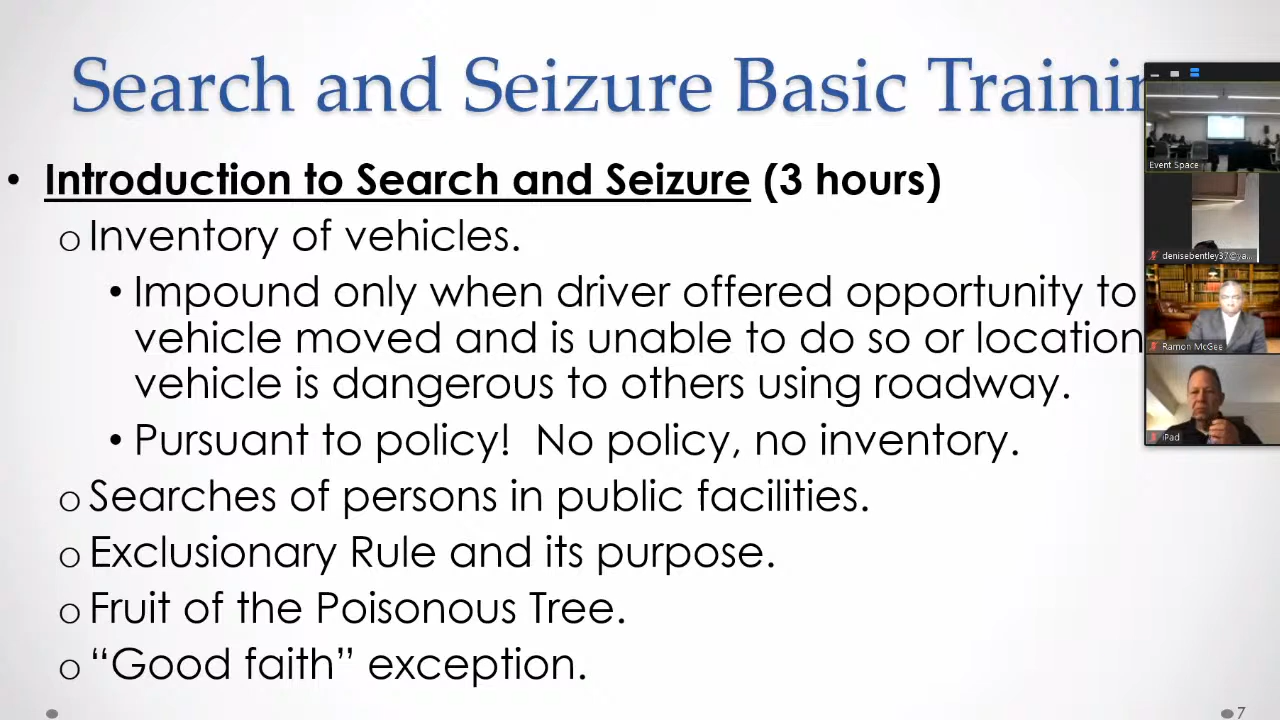 Search and Seizure Basic Trainin
• Introduction to Search and Seizure (3 hours)
o Inventory of vehicles.
• Impound only when driver offered opportunity to
vehicle moved and is unable to do so or location
vehicle is dangerous to others using roadway.
• Pursuant to policy! No policy, no inventory.
o Searches of persons in public facilities.
o Exclusionary Rule and its purpose.
o Fruit of the Poisonous Tree.
o “Good faith” exception.
7
Event Space
denisebentley37@ya...
Ramon McGee
iPad